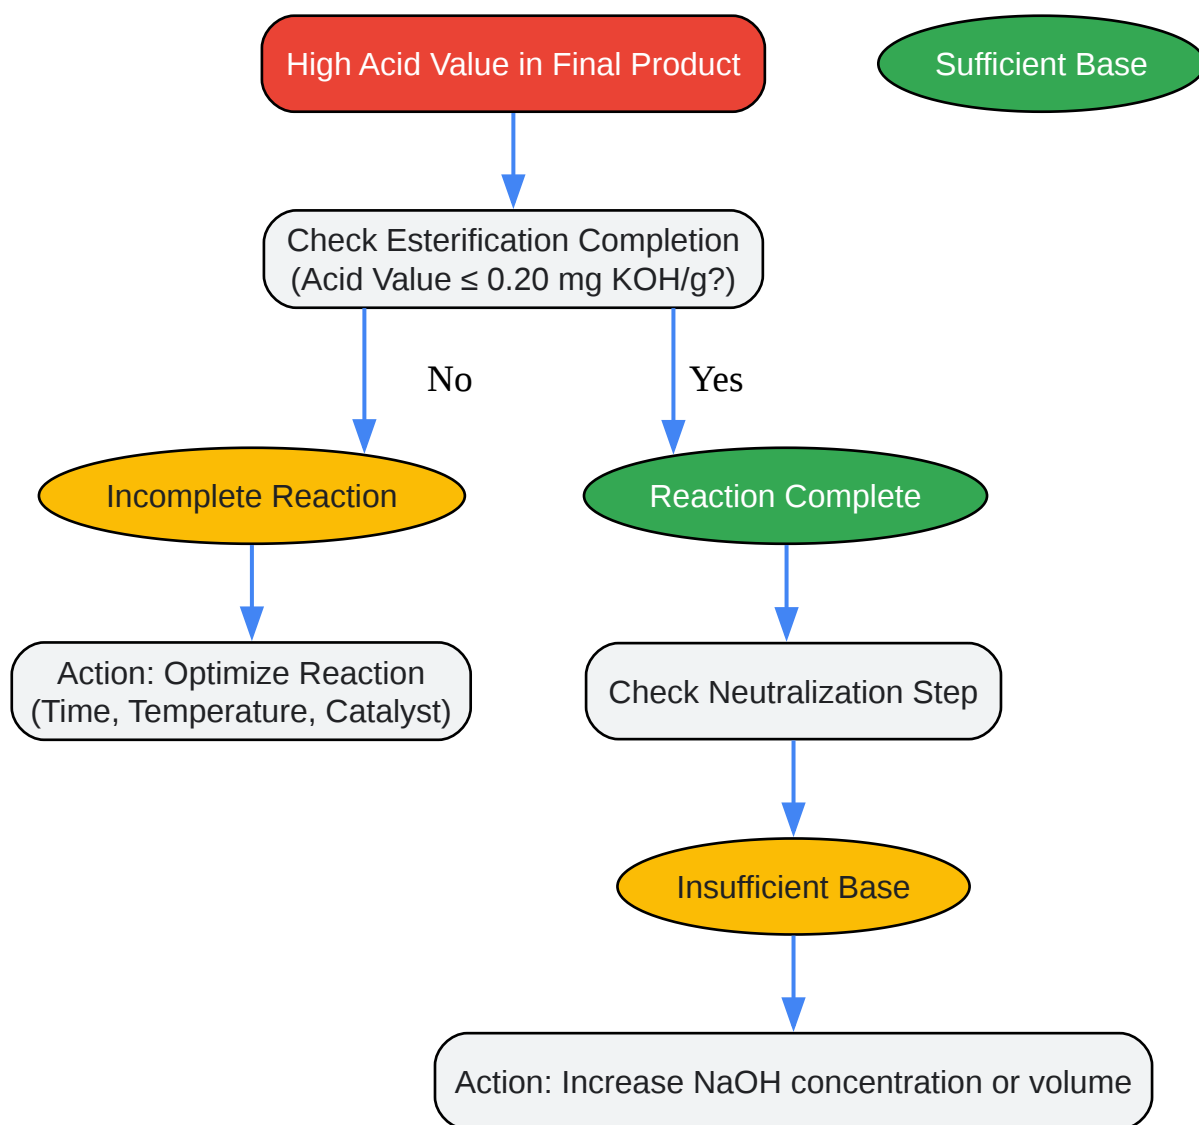 High Acid Value in Final Product
Sufficient Base
Check Esterification Completion
(Acid Value ≤ 0.20 mg KOH/g?)
No
Yes
Incomplete Reaction
Reaction Complete
Action: Optimize Reaction
(Time, Temperature, Catalyst)
Check Neutralization Step
Insufficient Base
Action: Increase NaOH concentration or volume